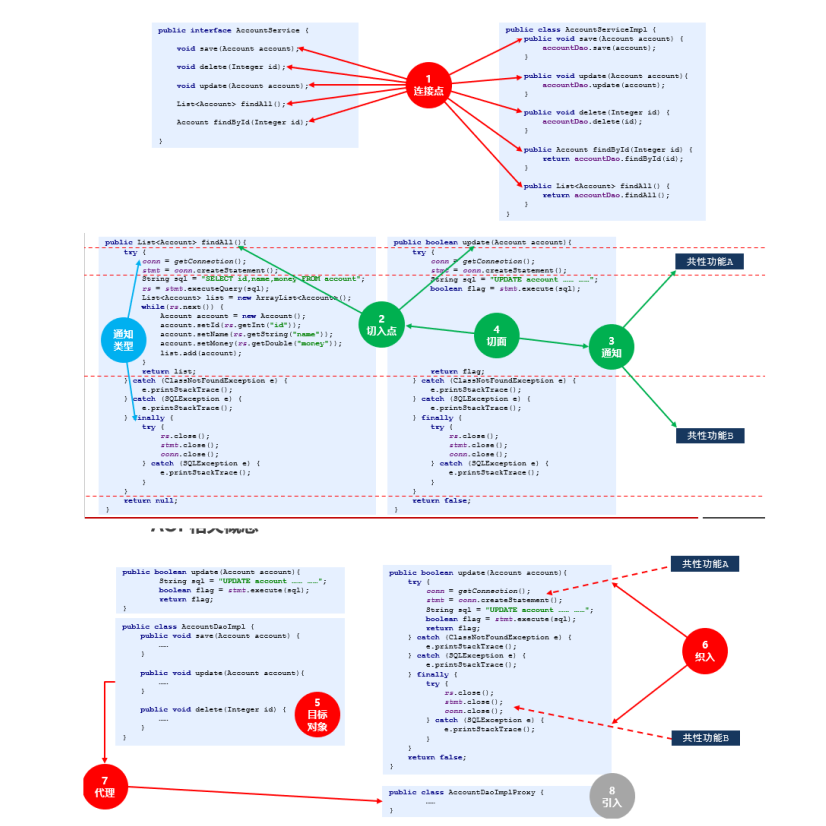 public interface AccountService {
void save(Account account);
void delete(Integer id);
void update(Account account);
List<Account> findAll();
Account findById(Integer id);
}
1
连接点
public class AccountServiceImpl {
public void save(Account account) {
accountDao.save(account);
}
public void update(Account account){
accountDao.update(account);
}
public void delete(Integer id) {
accountDao.delete(id);
}
public Account findById(Integer id) {
return accountDao.findById(id);
}
public List<Account> findAll() {
return accountDao.findAll();
}
}
public List<Account> findAll(){
try {
conn = getConnection();
stmt = conn.createStatement();
String sql = "SELECT id,name,money FROM account";
rs = stmt.executeQuery(sql);
List<Account> list = new ArrayList<Account>();
while(rs.next()) {
Account account = new Account();
account.setId(rs.getInt("id"));
account.setName(rs.getString("name"));
account.setMoney(rs.getDouble("money"));
list.add(account);
}
return list;
} catch (ClassNotFoundException e) {
e.printStackTrace();
} catch (SQLException e) {
e.printStackTrace();
} finally {
try {
rs.close();
stmt.close();
conn.close();
} catch (SQLException e) {
e.printStackTrace();
}
}
return null;
}
通知
类型
2
切入点
public boolean update(Account account){
try {
conn = getConnection();
stmt = conn.createStatement();
String sql = "UPDATE account …… ……";
boolean flag = stmt.execute(sql);
return flag;
} catch (ClassNotFoundException e) {
e.printStackTrace();
} catch (SQLException e) {
e.printStackTrace();
} finally {
try {
rs.close();
stmt.close();
conn.close();
} catch (SQLException e) {
e.printStackTrace();
}
}
return false;
}
4
切面
3
通知
共性功能A
共性功能B
public boolean update(Account account){
String sql = "UPDATE account …… ……";
boolean flag = stmt.execute(sql);
return flag;
}
public class AccountDaoImpl {
public void save(Account account) {
……
}
public void update(Account account){
……
}
public void delete(Integer id) {
……
}
}
5
目标
对象
7
代理
public boolean update(Account account){
try {
conn = getConnection();
stmt = conn.createStatement();
String sql = "UPDATE account …… ……";
boolean flag = stmt.execute(sql);
return flag;
} catch (ClassNotFoundException e) {
e.printStackTrace();
} catch (SQLException e) {
e.printStackTrace();
} finally {
try {
rs.close();
stmt.close();
conn.close();
} catch (SQLException e) {
e.printStackTrace();
}
}
return false;
}
共性功能A
6
织入
共性功能B
public class AccountDaoImplProxy {
……
}
8
引入